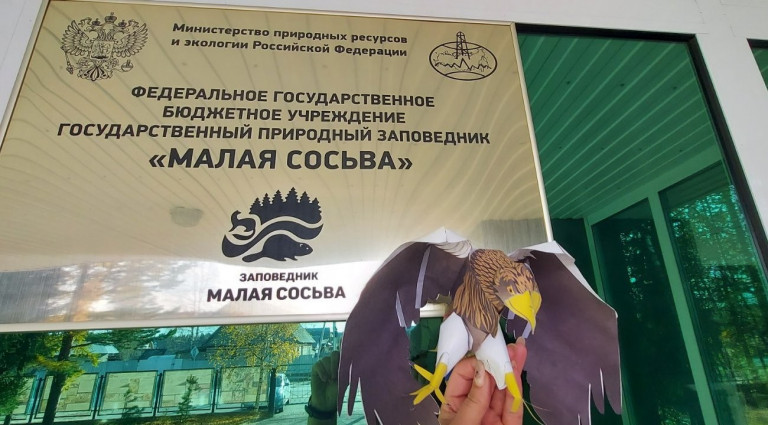 Министерство природных ресурсов
и экологии Российской Федерации
ФЕДЕРАЛЬНОЕ ГОСУДАРСТВЕННОЕ
БЮДЖЕТНОЕ УЧРЕЖДЕНИЕ
ГОСУДАРСТВЕННЫЙ ПРИРОДНЫЙ ЗАПОВЕДНИК
«МАЛАЯ СОСЬВА»
ЗАПОВЕДНИК
МАЛАЯ СОСЬВА